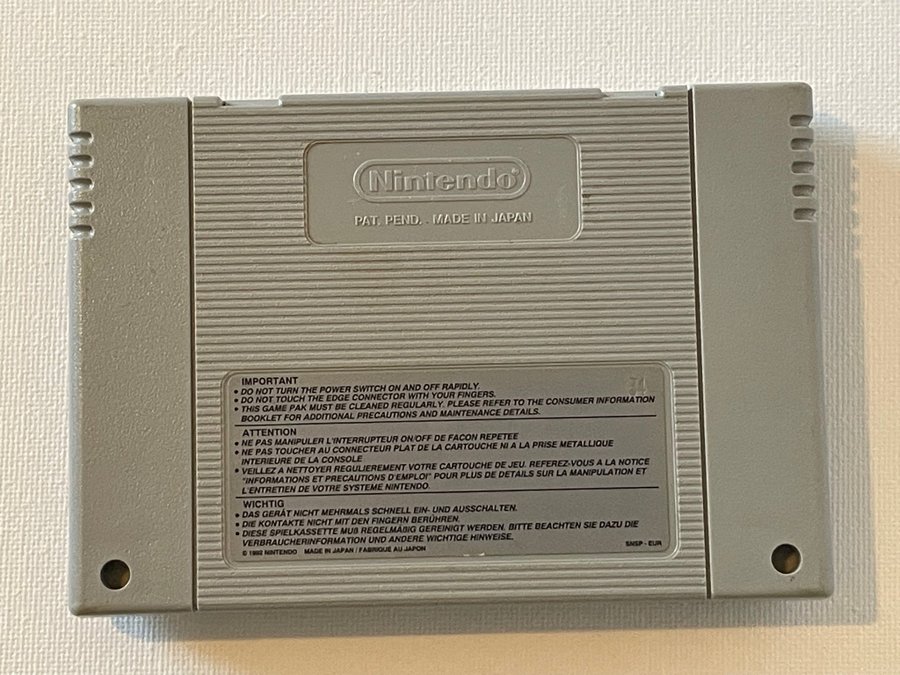 Nintendo®
PAT. PEND. - MADE IN JAPAN
IMPORTANT
• DO NOT TURN THE POWER SWITCH ON AND OFF RAPIDLY.
• DO NOT TOUCH THE EDGE CONNECTOR WITH YOUR FINGERS.
• THIS GAME PAK MUST BE CLEANED REGULARLY. PLEASE REFER TO THE CONSUMER INFORMATION
BOOKLET FOR ADDITIONAL PRECAUTIONS AND MAINTENANCE DETAILS.
ATTENTION
• NE PAS MANIPULER L'INTERRUPTEUR ON/OFF DE FACON REPETEE
• NE PAS TOUCHER AU CONNECTEUR PLAT DE LA CARTOUCHE NI A LA PRISE METALLIQUE
INTERIEURE DE LA CONSOLE
• VEILLEZ A NETTOYER REGULIEREMENT VOTRE CARTOUCHE DE JEU. REFEREZ-VOUS A LA NOTICE
"INFORMATIONS ET PRECAUTIONS D'EMPLOI" POUR PLUS DE DETAILS SUR LA MANIPULATION ET
L'ENTRETIEN DE VOTRE SYSTEME NINTENDO.
WICHTIG
• DAS GERÄT NICHT MEHRMALS SCHNELL EIN- UND AUSSCHALTEN.
• DIE KONTAKTE NICHT MIT DEN FINGERN BERÜHREN.
• DIESE SPIELKASSETTE MUß REGELMÄßIG GEREINIGT WERDEN. BITTE BEACHTEN SIE DAZU DIE
VERBRAUCHERINFORMATION UND ANDERE WICHTIGE HINWEISE.
© 1992 NINTENDO MADE IN JAPAN / FABRIQUE AU JAPON
SNSP - EUR